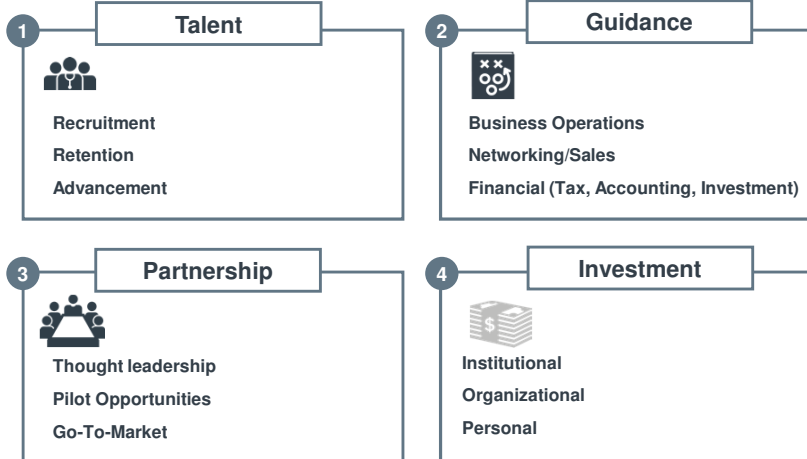 1
Talent
Recruitment
Retention
Advancement
2
Guidance
Business Operations
Networking/Sales
Financial (Tax, Accounting, Investment)
3
Partnership
Thought leadership
Pilot Opportunities
Go-To-Market
4
Investment
$
Institutional
Organizational
Personal